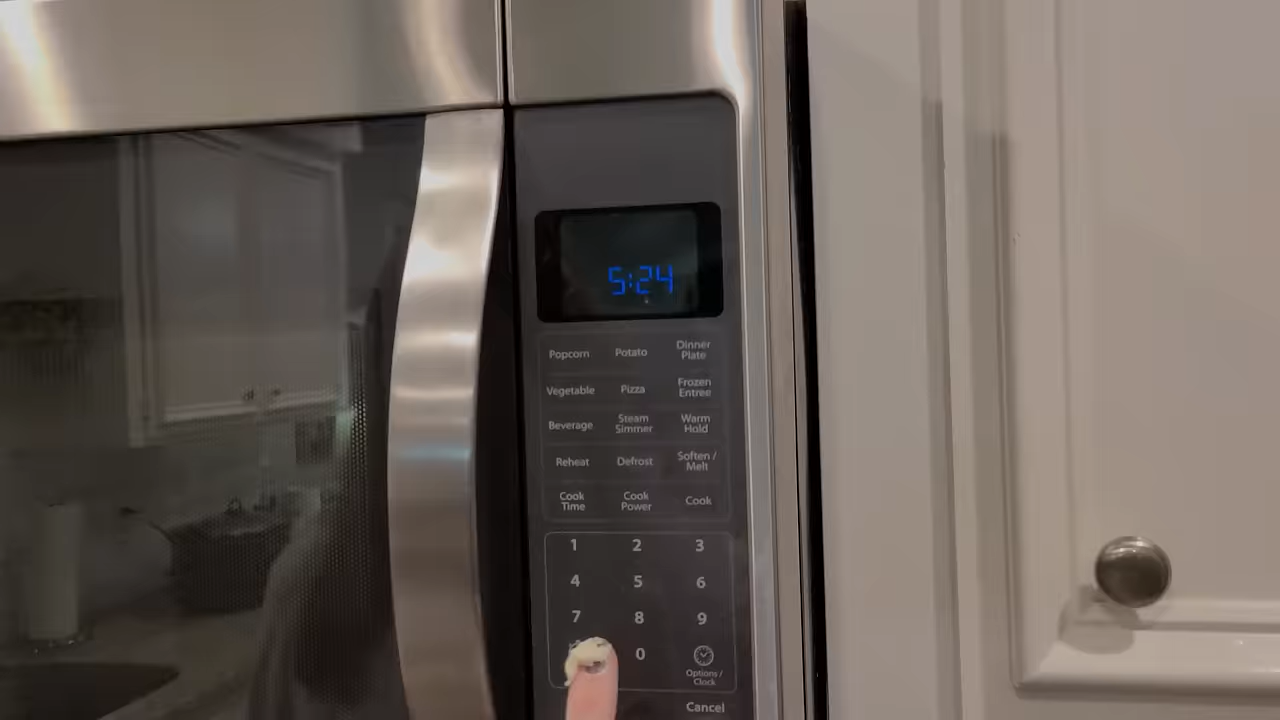 5:24
Popcorn Potato Dinner Plate
Vegetable Pizza Frozen Entree
Beverage Steam Simmer Warm Hold
Reheat Defrost Soften / Melt
Cook Time Cook Power Cook
1 2 3
4 5 6
7 8 9
0 Options / Clock
Cancel